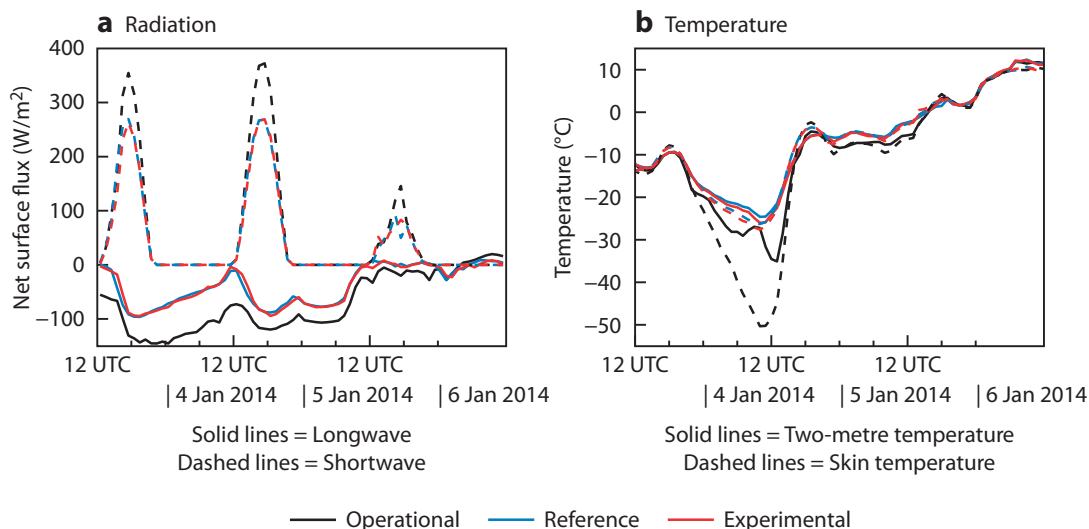 a Radiation
400
300
200
100
0
−100
Net surface flux (W/m2)
12 UTC 12 UTC 12 UTC
| 4 Jan 2014 | 5 Jan 2014 | 6 Jan 2014
Solid lines = Longwave
Dashed lines = Shortwave
b Temperature
10
0
−10
−20
−30
−40
−50
Temperature (°C)
12 UTC 12 UTC 12 UTC
| 4 Jan 2014 | 5 Jan 2014 | 6 Jan 2014
Solid lines = Two-metre temperature
Dashed lines = Skin temperature
Operational Reference Experimental